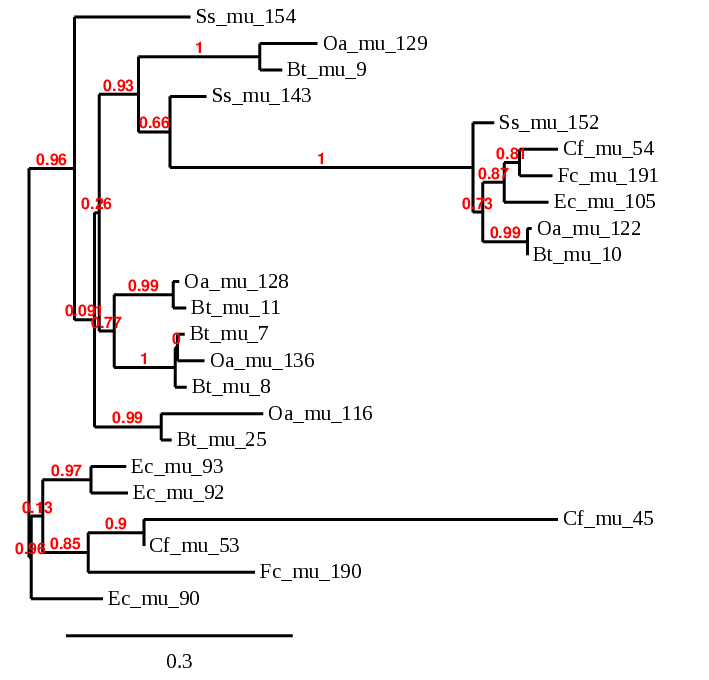 Ss_mu_154
Oa_mu_129
1
Bt_mu_9
0.93
Ss_mu_143
0.66
Ss_mu_152
Cf_mu_54
0.81
0.96
1
0.87
Fc_mu_191
Ec_mu_105
0.26
0.73
Oa_mu_122
0.99
Bt_mu_10
Oa_mu_128
0.99
Bt_mu_11
0.091
0.77
Bt_mu_7
0
1
Oa_mu_136
Bt_mu_8
Oa_mu_116
0.99
Bt_mu_25
Ec_mu_93
0.97
Ec_mu_92
0.13
0.9
Cf_mu_45
0.96
0.85
Cf_mu_53
Fc_mu_190
Ec_mu_90
0.3